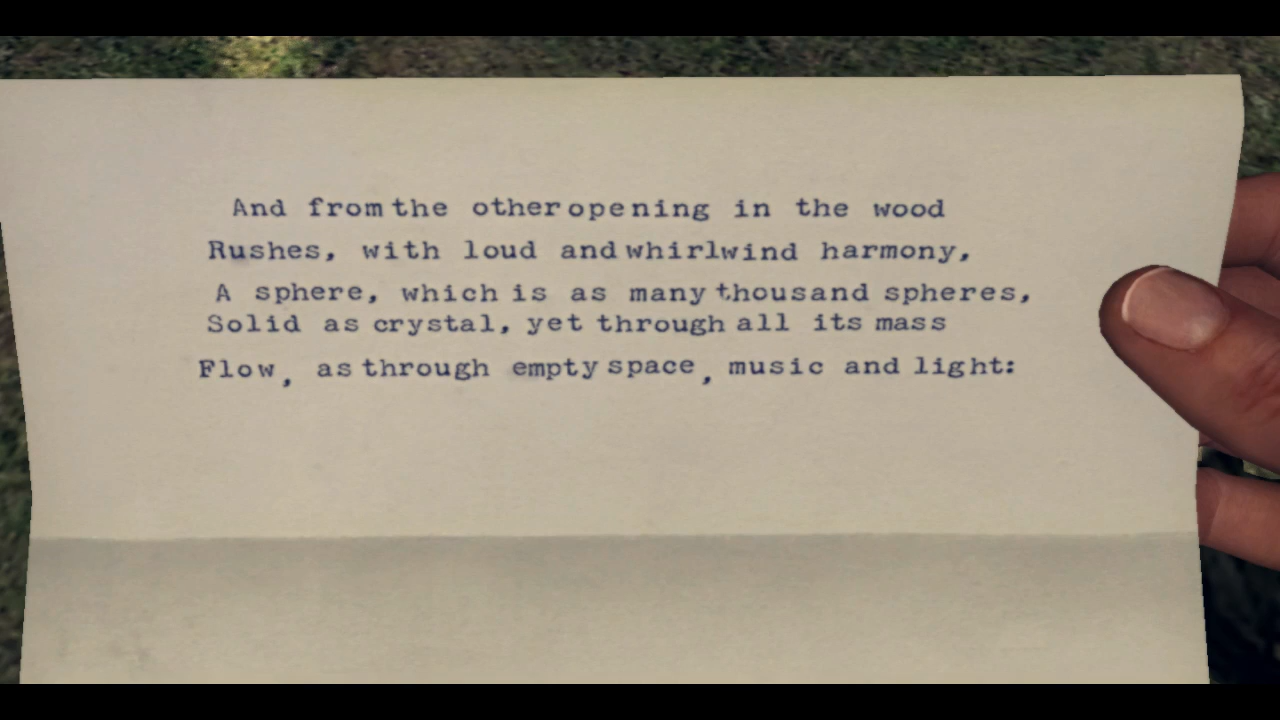 And from the other opening in the wood
Rushes, with loud and whirlwind harmony,
A sphere, which is as many thousand spheres,
Solid as crystal, yet through all its mass
Flow, as through empty space, music and light: